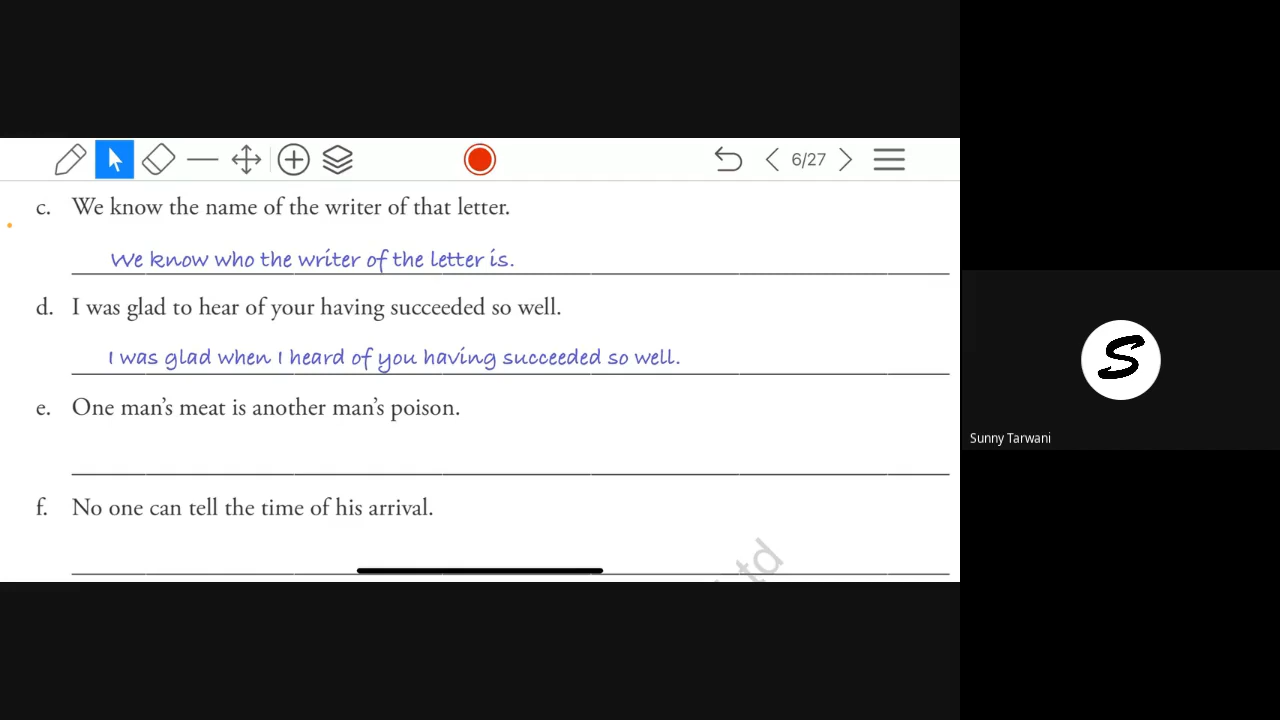 6/27
c. We know the name of the writer of that letter.
We know who the writer of the letter is.
d. I was glad to hear of your having succeeded so well.
I was glad when I heard of you having succeeded so well.
e. One man's meat is another man's poison.
f. No one can tell the time of his arrival.
td
S
Sunny Tarwani